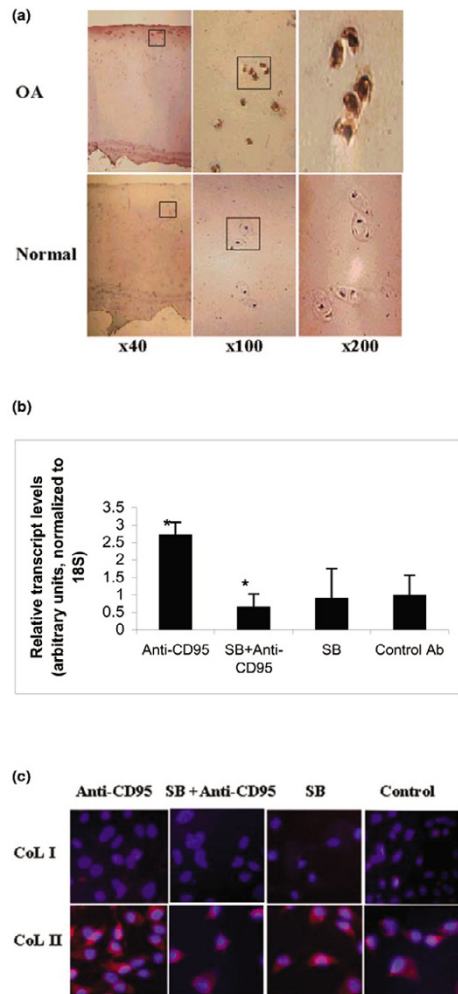 (a)
OA
Normal
x40 x100 x200
(b)
Relative transcript levels
(arbitrary units, normalized to
18S)
3.5
3
2.5
2
1.5
1
0.5
0
*
*
Anti-CD95 SB+Anti-CD95 SB Control Ab
(c)
Anti-CD95 SB + Anti-CD95 SB Control
CoL I
CoL II